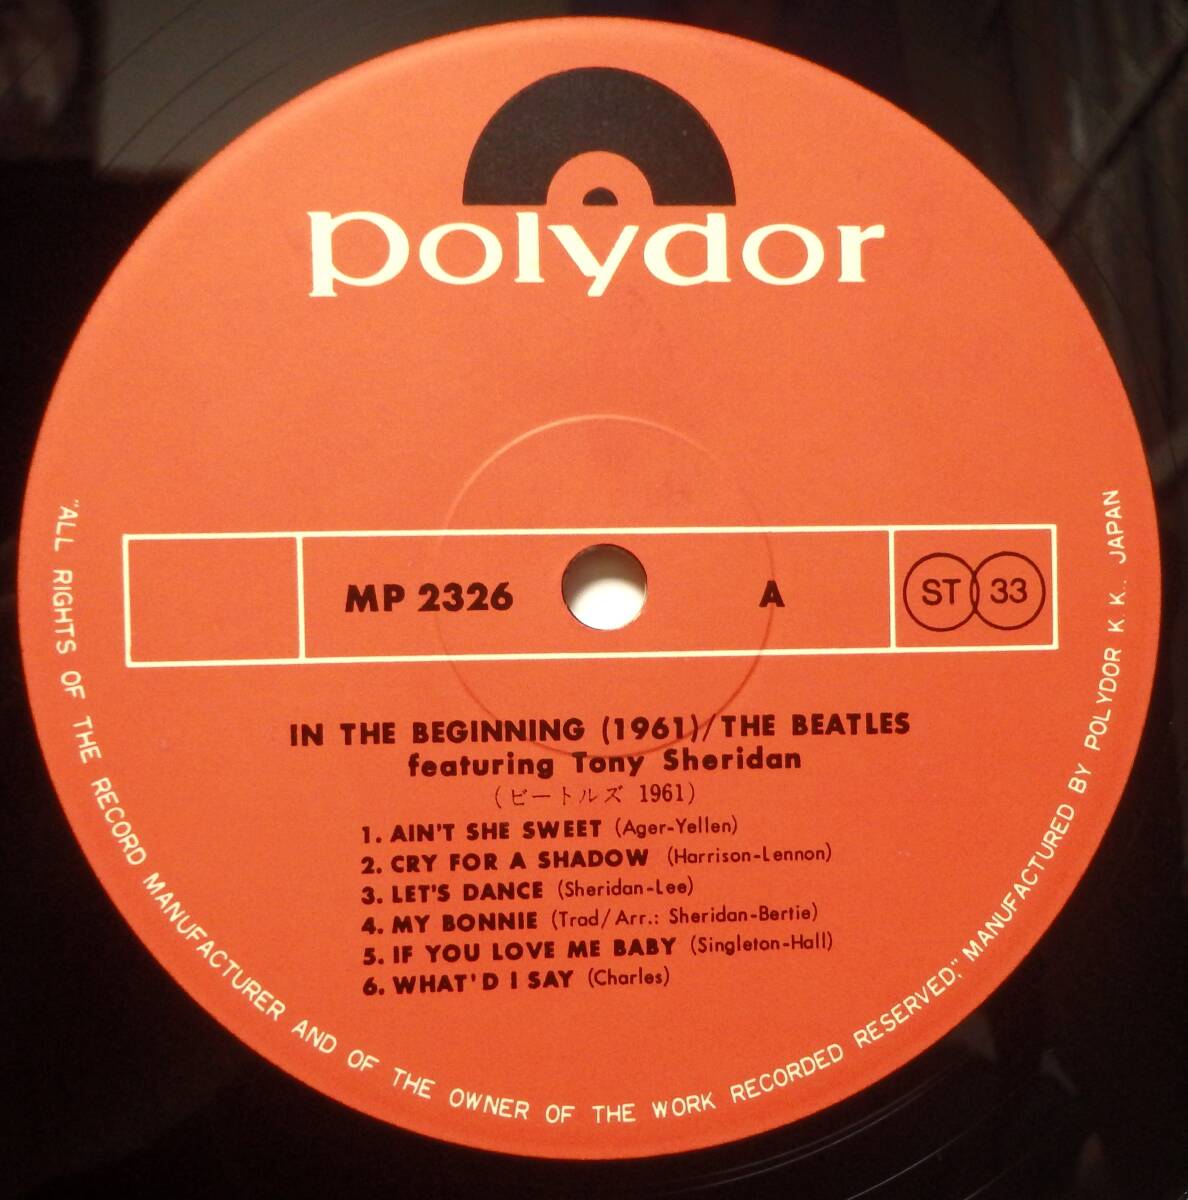 polydor
MP 2326
A
ST 33
IN THE BEGINNING (1961)/THE BEATLES
featuring Tony Sheridan
(ビートルズ 1961)
1. AIN'T SHE SWEET (Ager-Yellen)
2. CRY FOR A SHADOW (Harrison-Lennon)
3. LET'S DANCE (Sheridan-Lee)
4. MY BONNIE (Trad/Arr.: Sheridan-Bertie)
5. IF YOU LOVE ME BABY (Singleton-Hall)
6. WHAT'D I SAY (Charles)
"ALL RIGHTS OF THE RECORD MANUFACTURER AND OF THE OWNER OF THE WORK RECORDED RESERVED," MANUFACTURED BY POLYDOR K. K., JAPAN